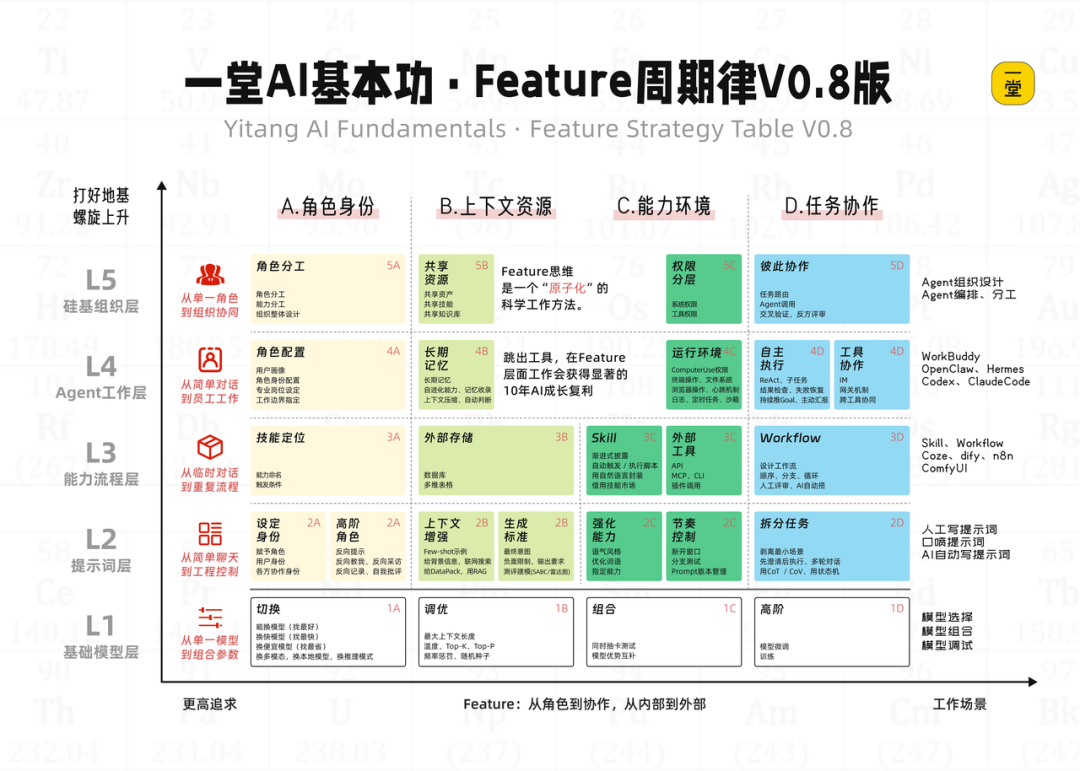 一堂AI基本功 · Feature周期律V0.8版
一堂
Yitang AI Fundamentals · Feature Strategy Table V0.8
打好地基
螺旋上升
A.角色身份
B.上下文资源
C.能力环境
D.任务协作
L5
硅基组织层
从单一角色
到组织协同
角色分工 5A
角色分工
能力分工
组织整体设计
共享资源 5B
共享资产
共享技能
共享知识库
Feature思维
是一个“原子化”的
科学工作方法。
权限分层 5C
系统权限
工具权限
彼此协作 5D
任务路由
Agent调用
交叉验证、反方评审
Agent组织设计
Agent编排、分工
L4
Agent工作层
从简单对话
到员工工作
角色配置 4A
用户画像
角色身份配置
专业岗位设定
工作边界指定
长期记忆 4B
长期记忆
自进化能力、记忆收录
上下文压缩、自动判断
跳出工具，在Feature
层面工作会获得显著的
10年AI成长复利
运行环境 4C
ComputerUse权限
终端操作、文件系统
浏览器操作、心跳机制
日志、定时任务、沙箱
自主执行 4D
ReAct、子任务
结果检查、失败恢复
持续推Goal、主动汇报
工具协作 4D
IM
网关机制
跨工具协同
WorkBuddy
OpenClaw、Hermes
Codex、ClaudeCode
L3
能力流程层
从临时对话
到重复流程
技能定位 3A
能力命名
触发条件
外部存储 3B
数据库
多维表格
Skill 3C
渐进式披露
自动触发 / 执行脚本
用自然语言封装
借用技能市场
外部工具 3C
API
MCP、CLI
插件调用
Workflow 3D
设计工作流
顺序、分支、循环
人工评审、AI自动搭
Skill、Workflow
Coze、dify、n8n
ComfyUI
L2
提示词层
从简单聊天
到工程控制
设定身份 2A
赋予角色
用户身份
各方协作身份
高阶角色 2A
反向提示
反向教我、反向采访
反向记录、自我批评
上下文增强 2B
Few-shot示例
给背景信息，联网搜索
给DataPack，用RAG
生成标准 2B
最终意图
负面限制，输出要求
测评建模(SABC/雷达图)
强化能力 2C
语气风格
优化词语
指定能力
节奏控制 2C
新开窗口
分支测试
Prompt版本管理
拆分任务 2D
剥离最小场景
先澄清后执行，多轮对话
用CoT / CoV，用状态机
人工写提示词
口喷提示词
AI自动写提示词
L1
基础模型层
从单一模型
到组合参数
切换 1A
能换模型（找最好）
换快模型（找最快）
换便宜模型（找最省）
换多模态，换本地模型，换推理模式
调优 1B
最大上下文长度
温度、Top-K、Top-P
频率惩罚、随机种子
组合 1C
同时抽卡测试
模型优势互补
高阶 1D
模型微调
训练
模型选择
模型组合
模型调试
更高追求
Feature：从角色到协作，从内部到外部
工作场景